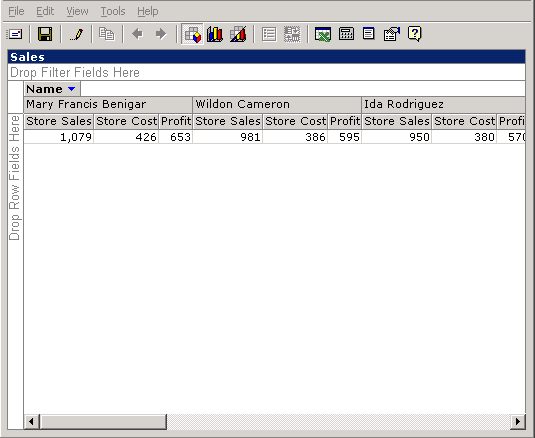 File Edit View Tools Help
Sales
Drop Filter Fields Here
Name
Mary Francis Benigar Wildon Cameron Ida Rodriguez
Store Sales Store Cost Profit Store Sales Store Cost Profit Store Sales Store Cost Profi
1,079 426 653 981 386 595 950 380 570
Drop Row Fields Here